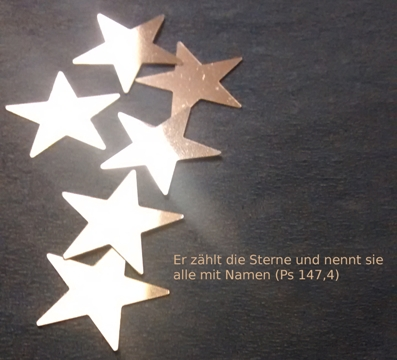 Er zählt die Sterne und nennt sie
alle mit Namen (Ps 147,4)